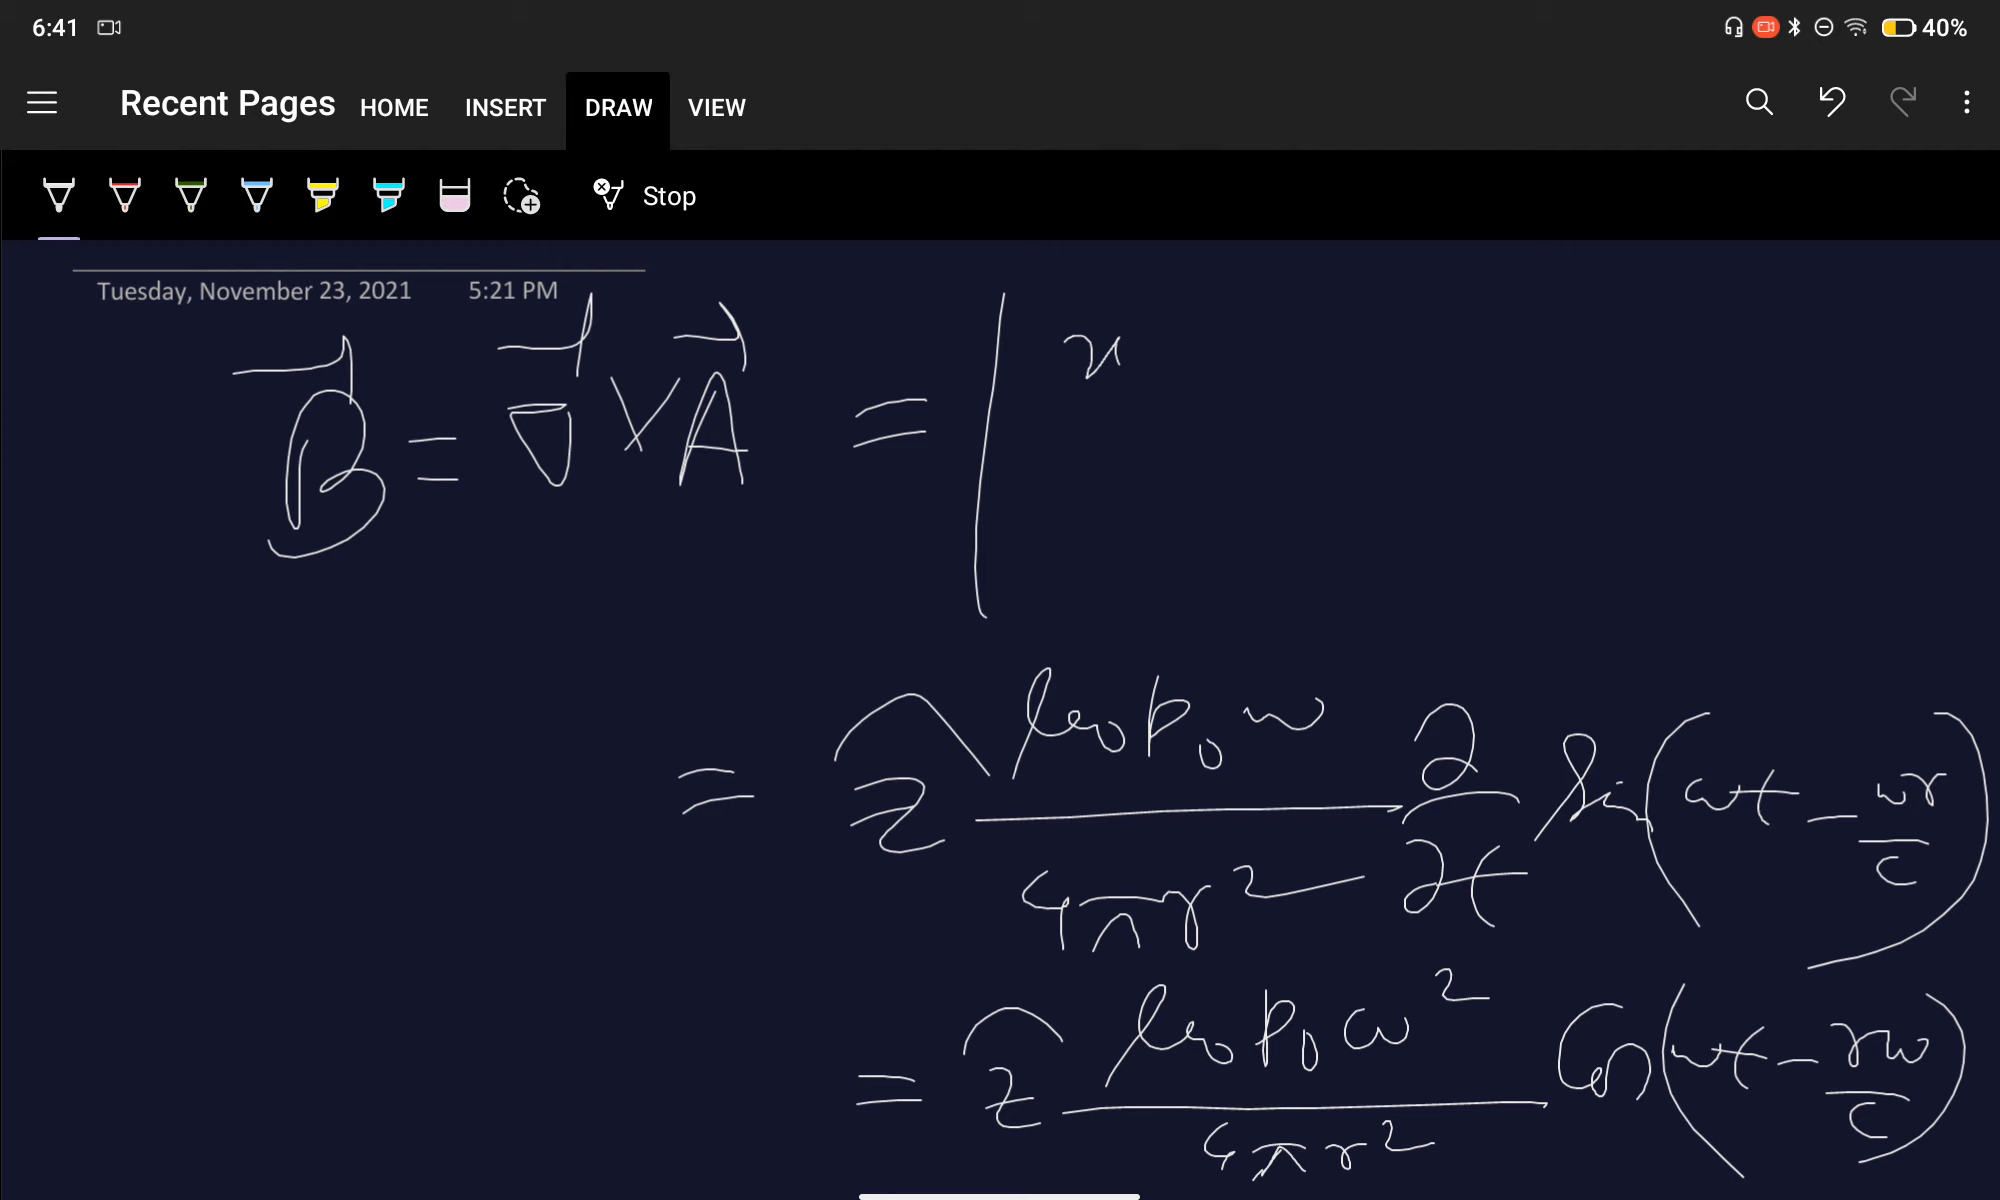 6:41 40%
Recent Pages HOME INSERT DRAW VIEW
Stop
Tuesday, November 23, 2021 5:21 PM
B⃗ = ∇⃗ × A⃗ = | x
= ẑ μ₀p₀ω / 4πr² ∂/∂t Sin(ωt − ωr/c)
= ẑ μ₀p₀ω² / 4πr² Cos(ωt − rω/c)